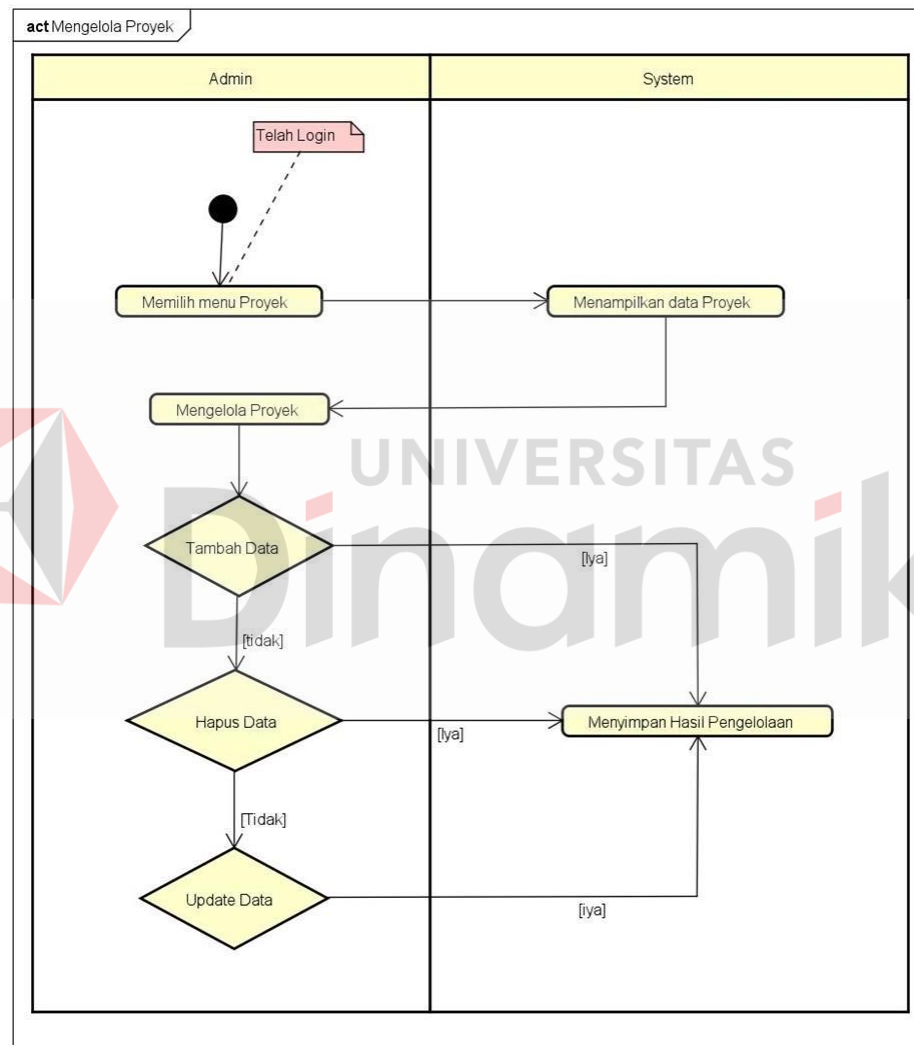 act Mengelola Proyek
Admin
System
Telah Login
Memilih menu Proyek
Menampilkan data Proyek
Mengelola Proyek
UNIVERSITAS
Dinamik
Tambah Data
[Iya]
[tidak]
Hapus Data
[Iya]
Menyimpan Hasil Pengelolaan
[Tidak]
Update Data
[iya]